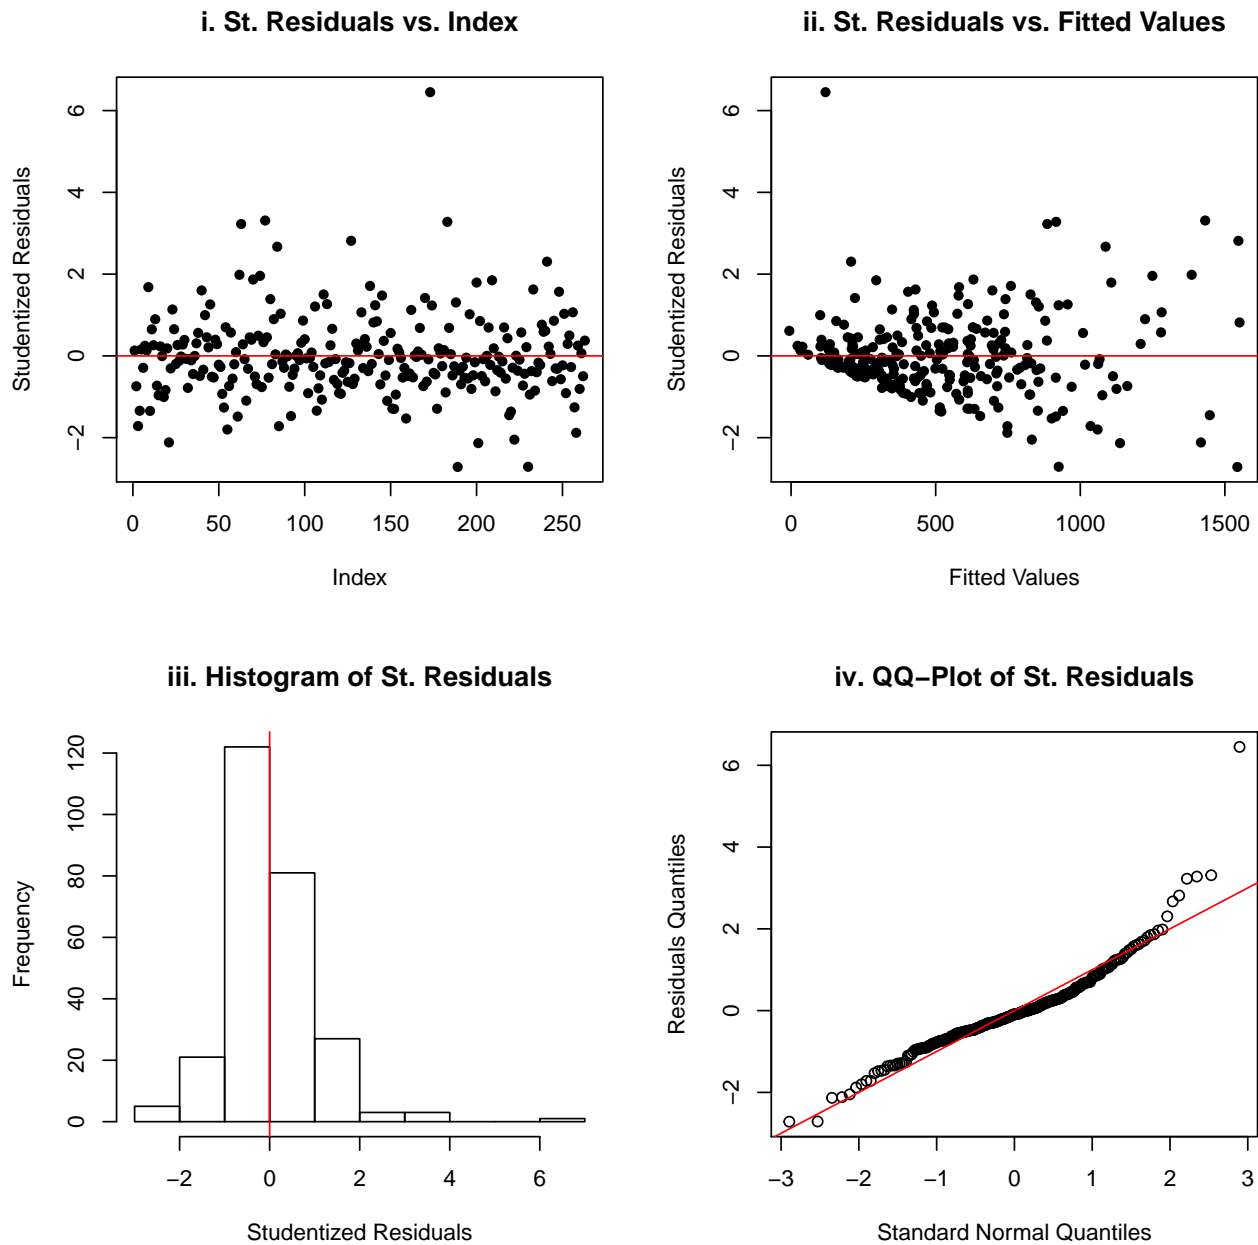 i. St. Residuals vs. Index
Studentized Residuals
6
4
2
0
−2
0 50 100 150 200 250
Index
ii. St. Residuals vs. Fitted Values
Studentized Residuals
6
4
2
0
−2
0 500 1000 1500
Fitted Values
iii. Histogram of St. Residuals
Frequency
120
100
80
60
40
20
0
−2 0 2 4 6
Studentized Residuals
iv. QQ−Plot of St. Residuals
Residuals Quantiles
6
4
2
0
−2
−3 −2 −1 0 1 2 3
Standard Normal Quantiles